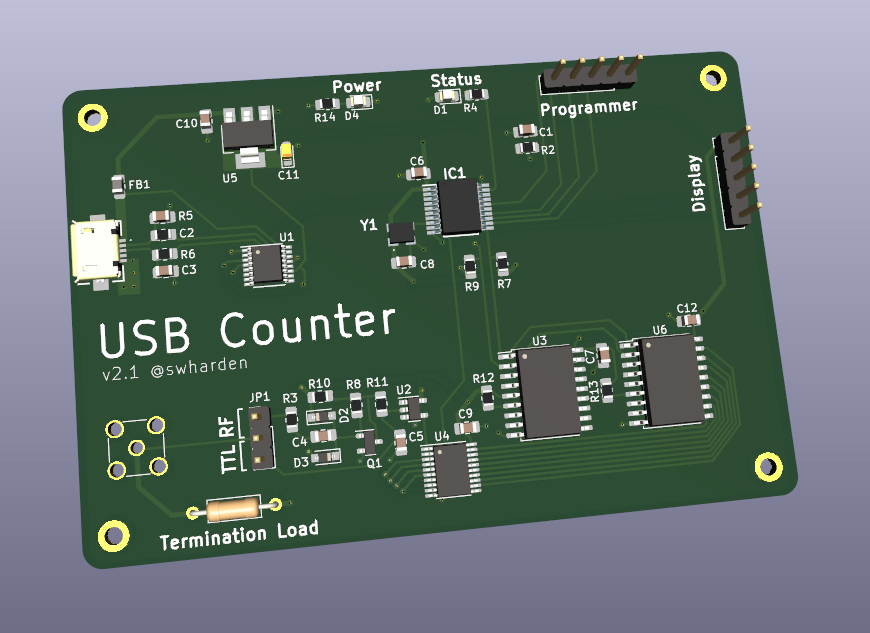 Power
Status
Programmer
Display
C10
R14
D4
D1
R4
C1
R2
U5
C11
C6
IC1
FB1
R5
C2
R6
C3
U1
Y1
C8
R9
R7
USB Counter
v2.1 @swharden
C12
U6
U3
C7
R13
R12
JP1
R10
R8
R11
U2
R3
D2
C9
RF
TTL
C4
D3
Q1
C5
U4
Termination Load